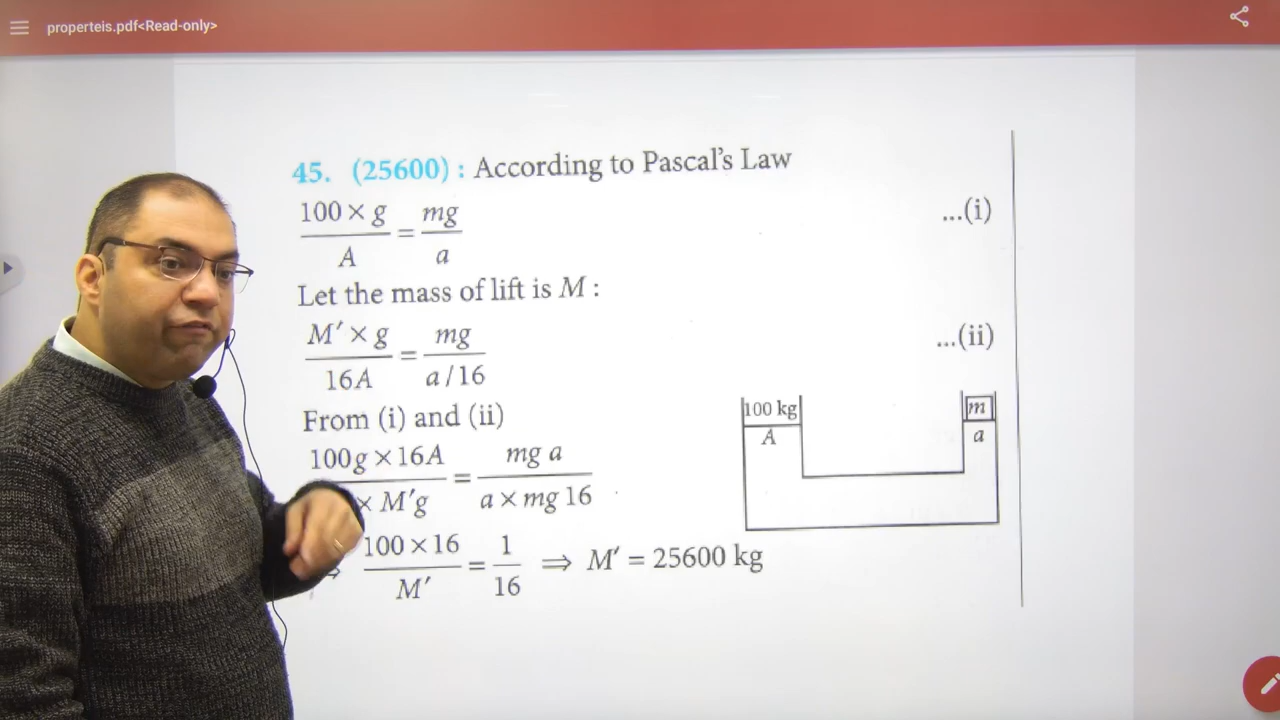 properteis.pdf<Read-only>
45. (25600) : According to Pascal's Law
100 × g / A = mg / a ...(i)
Let the mass of lift is M :
M′ × g / 16A = mg / a/16 ...(ii)
From (i) and (ii)
100g × 16A / × M′g = mg a / a × mg 16
100 × 16 / M′ = 1 / 16 ⇒ M′ = 25600 kg
100 kg
A
m
a